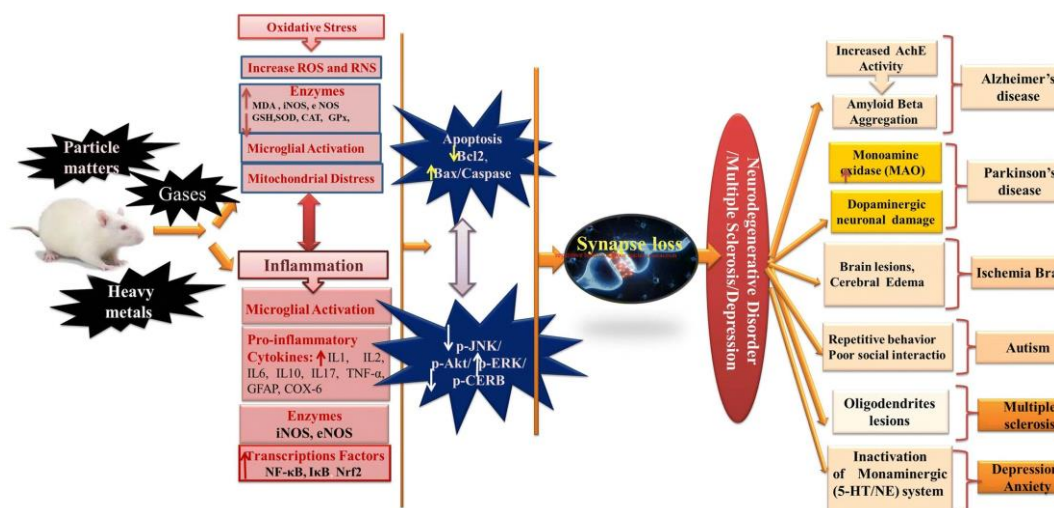 Particle
matters
Gases
Heavy
metals
Oxidative Stress
Increase ROS and RNS
Enzymes
MDA , iNOS, e NOS
GSH,SOD, CAT, GPx,
Microglial Activation
Mitochondrial Distress
Inflammation
Microglial Activation
Pro-inflammatory
Cytokines: IL1, IL2,
IL6, IL10, IL17, TNF-α,
GFAP, COX-6
Enzymes
iNOS, eNOS
Transcriptions Factors
NF-κB, IκB Nrf2
Apoptosis
Bcl2,
Bax/Caspase
p-JNK/
p-Akt/ p-ERK/
p-CERB
Synapse loss
Neurodegenerative Disorder
/Multiple Sclerosis/Depression
Increased AchE
Activity
Amyloid Beta
Aggregation
Alzheimer's
disease
Monoamine
oxidase (MAO)
Dopaminergic
neuronal damage
Parkinson's
disease
Brain lesions,
Cerebral Edema
Ischemia Bra
Repetitive behavior
Poor social interactio
Autism
Oligodendrites
lesions
Multiple
sclerosis
Inactivation
of Monaminergic
(5-HT/NE) system
Depression
Anxiety